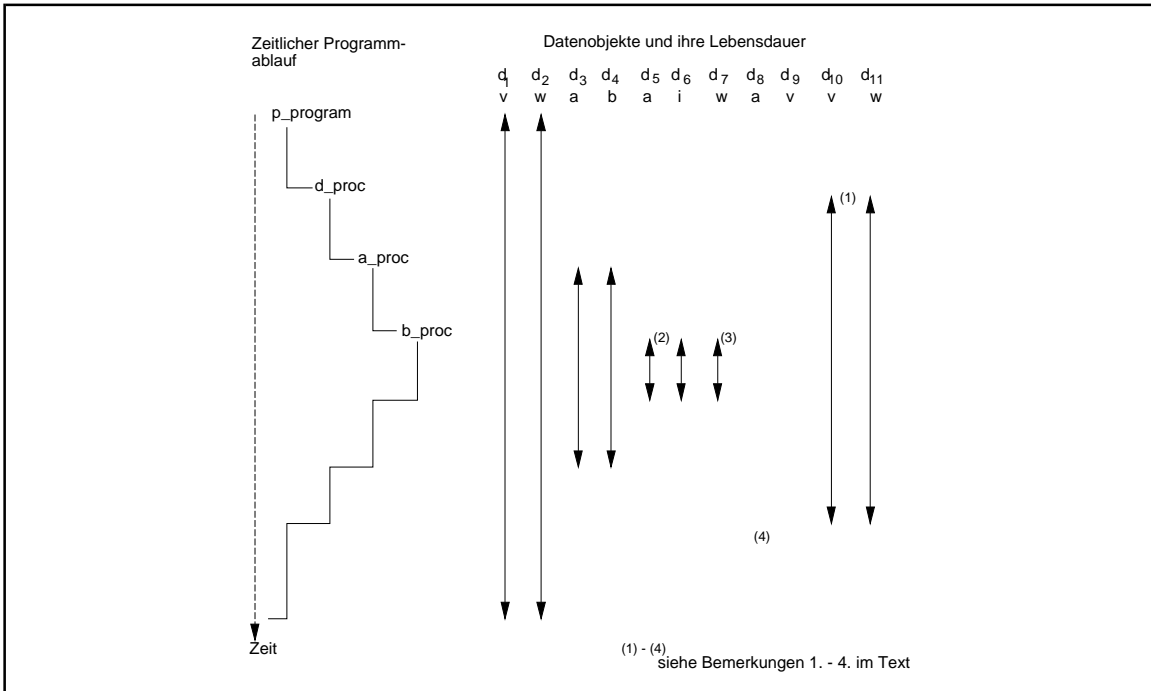 Zeitlicher Programm-
ablauf
Datenobjekte und ihre Lebensdauer
d1 d2 d3 d4 d5 d6 d7 d8 d9 d10 d11
v w a b a i w a v v w
p_program
d_proc
(1)
a_proc
b_proc
(2) (3)
(4)
Zeit
(1) - (4)
siehe Bemerkungen 1. - 4. im Text